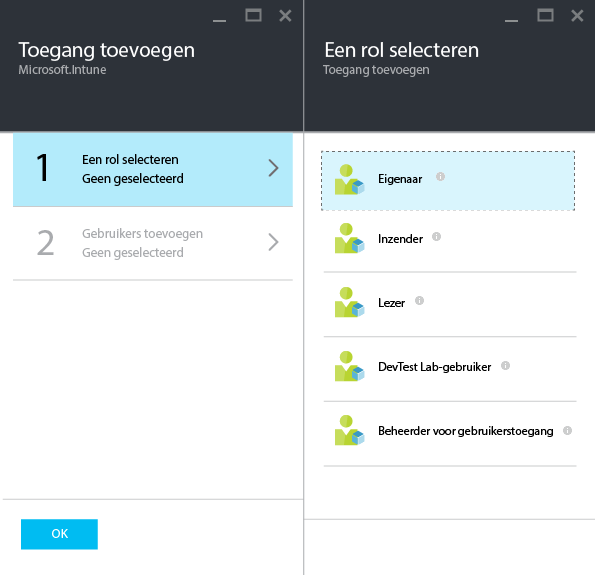 Toegang toevoegen
Microsoft.Intune
1
Een rol selecteren
Geen geselecteerd
2
Gebruikers toevoegen
Geen geselecteerd
OK
Een rol selecteren
Toegang toevoegen
Eigenaar
Inzender
Lezer
DevTest Lab-gebruiker
Beheerder voor gebruikerstoegang